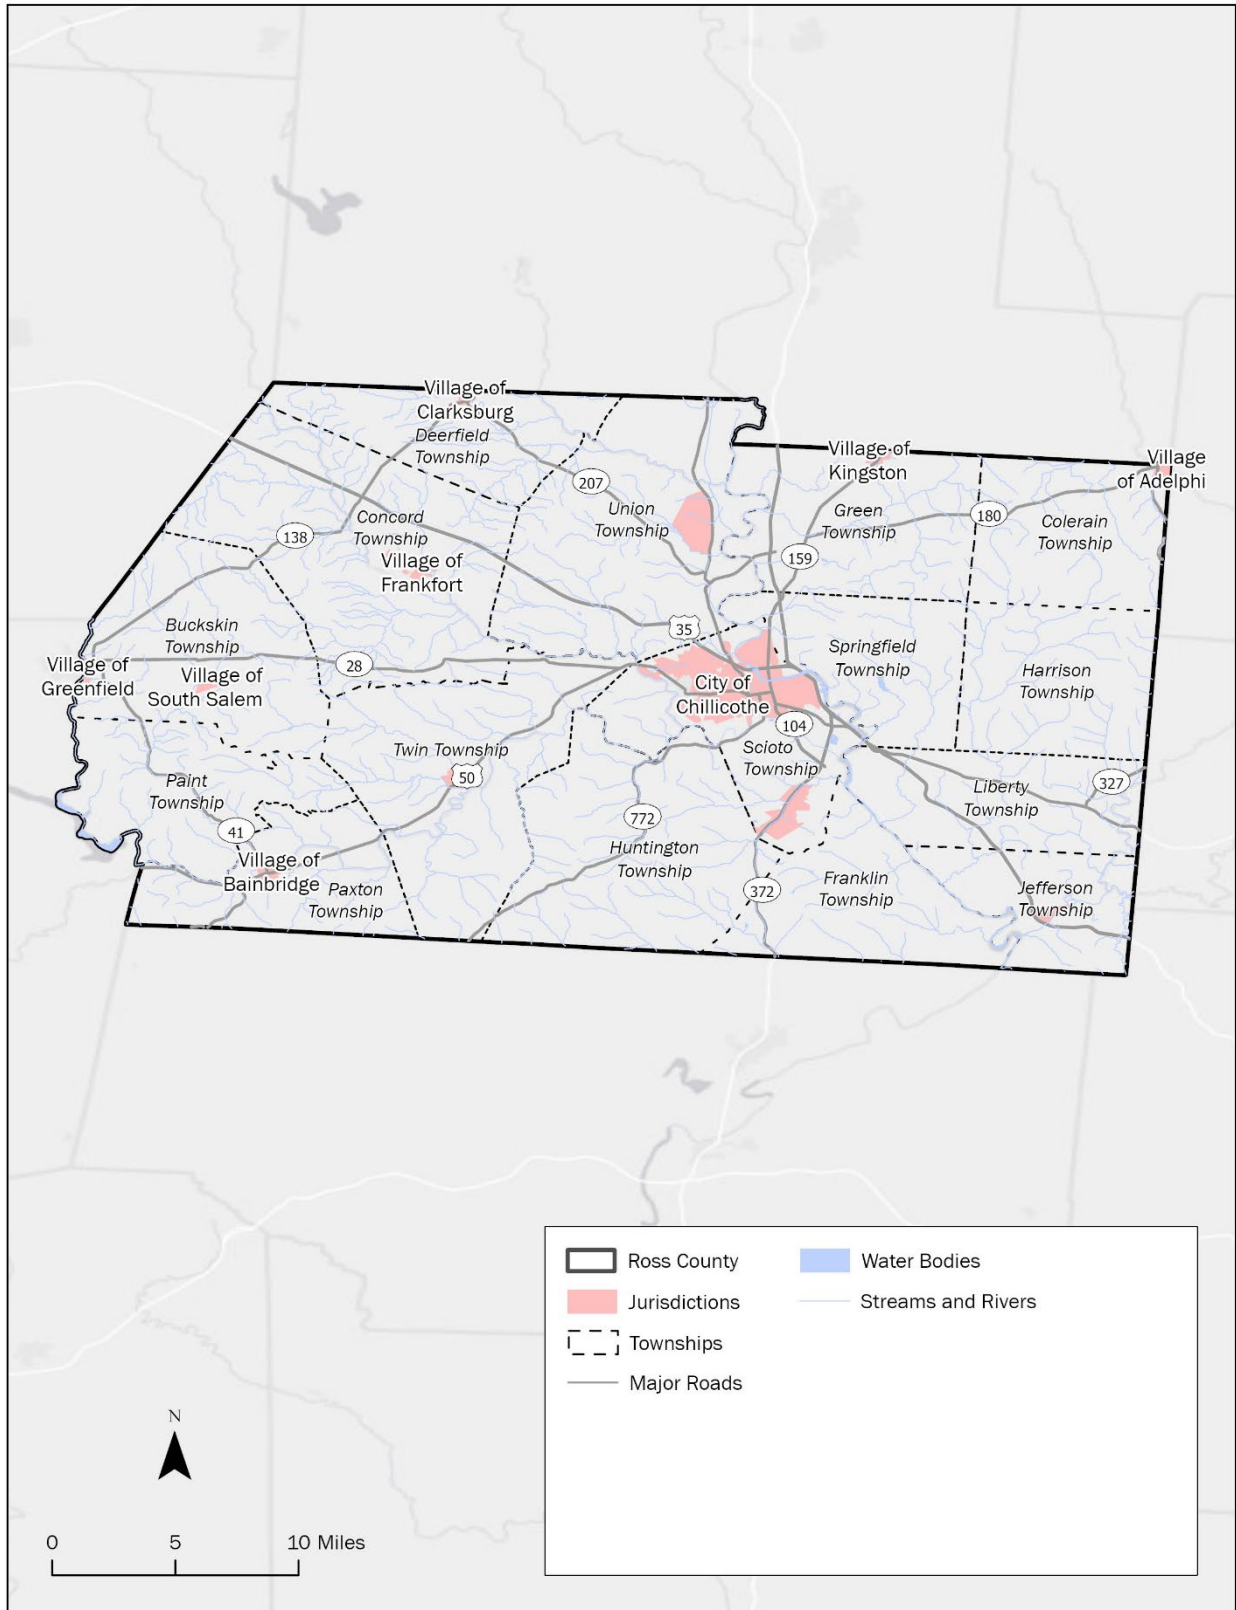 Village of
Clarksburg
Deerfield
Township
Village of
Kingston
Village
of Adelphi
207
Union
Township
Green
Township
180
Colerain
Township
Concord
Township
138
Village of
Frankfort
159
Buckskin
Township
35
Springfield
Township
Village of
Greenfield
28
Village of
South Salem
Harrison
Township
City of
Chillicothe
104
Twin Township
50
Scioto
Township
Paint
Township
327
Liberty
Township
772
41
Huntington
Township
Village of
Bainbridge
Paxton
Township
372
Franklin
Township
Jefferson
Township
Ross County
Water Bodies
Jurisdictions
Streams and Rivers
Townships
Major Roads
N
0 5 10 Miles